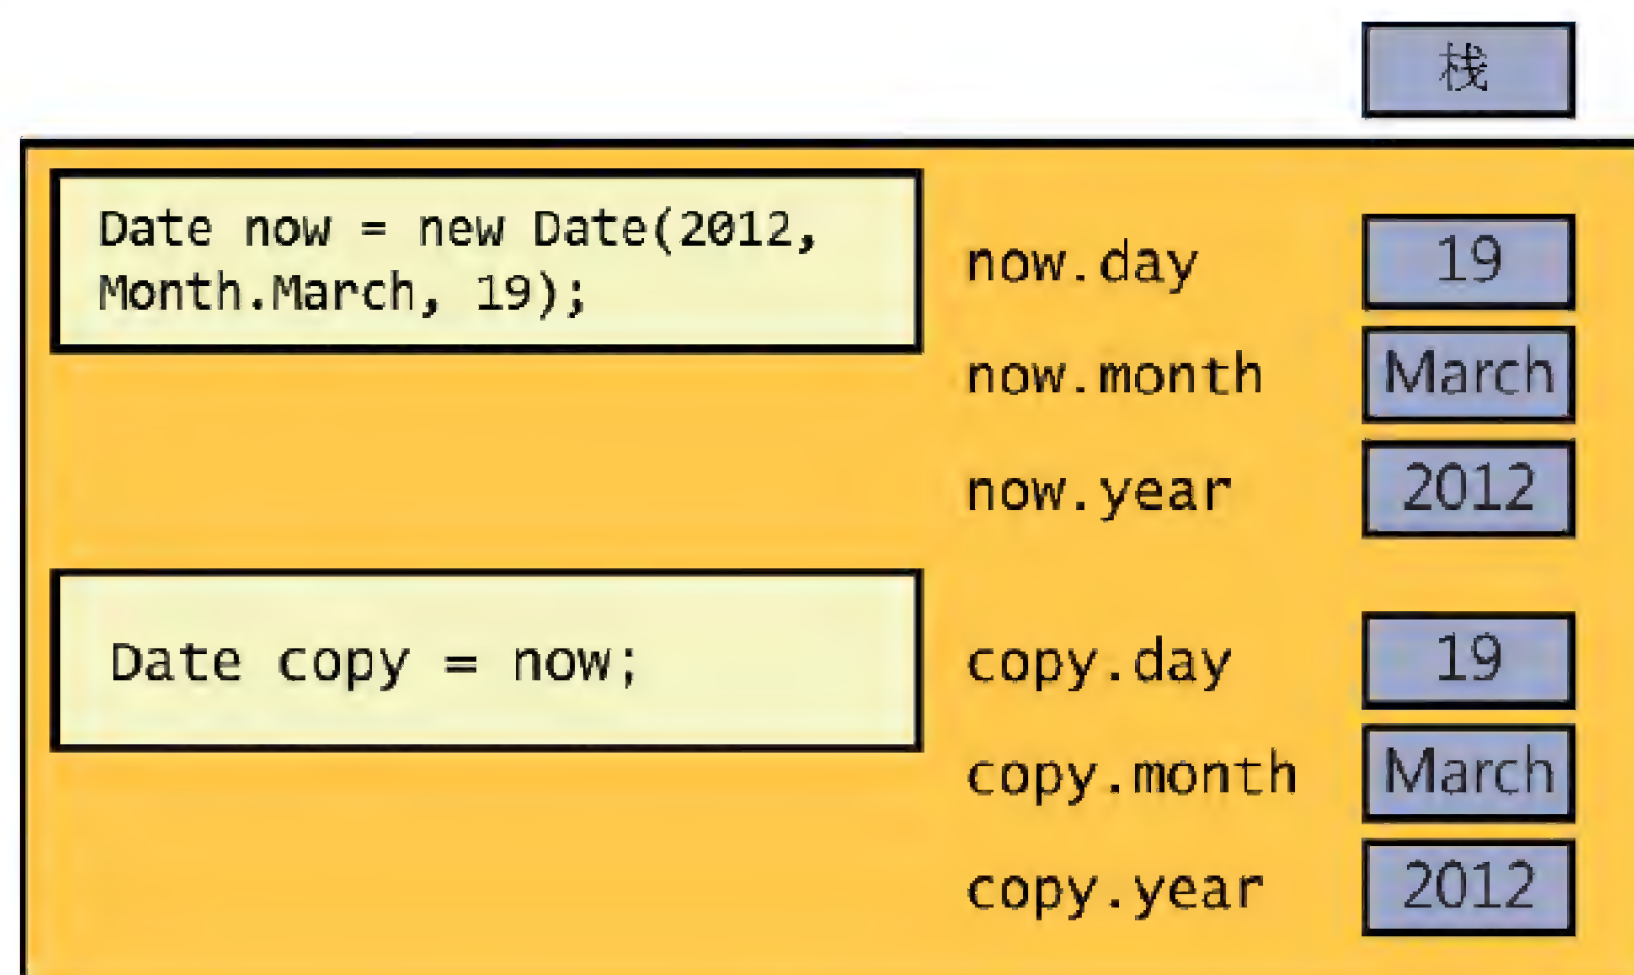 栈
Date now = new Date(2012,
Month.March, 19);
now.day
19
now.month
March
now.year
2012
Date copy = now;
copy.day
19
copy.month
March
copy.year
2012